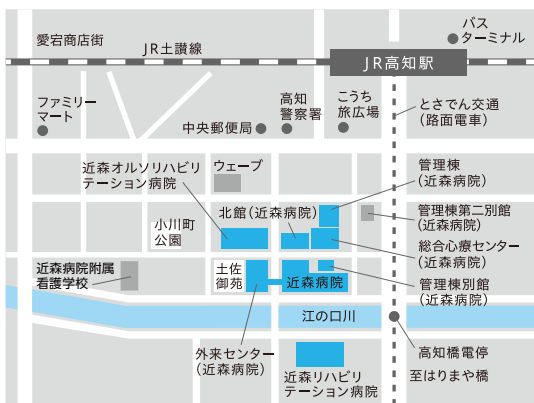 愛宕商店街
JR土讃線
バス
ターミナル
JR高知駅
ファミリー
マート
中央郵便局
高知
警察署
こうち
旅広場
とさでん交通
(路面電車)
近森オルソリハビリ
テーション病院
ウェーブ
管理棟
(近森病院)
北館(近森病院)
管理棟第二別館
(近森病院)
小川町
公園
総合心療センター
(近森病院)
近森病院附属
看護学校
土佐
御苑
近森病院
管理棟別館
(近森病院)
江の口川
外来センター
(近森病院)
高知橋電停
至はりまや橋
近森リハビリ
テーション病院